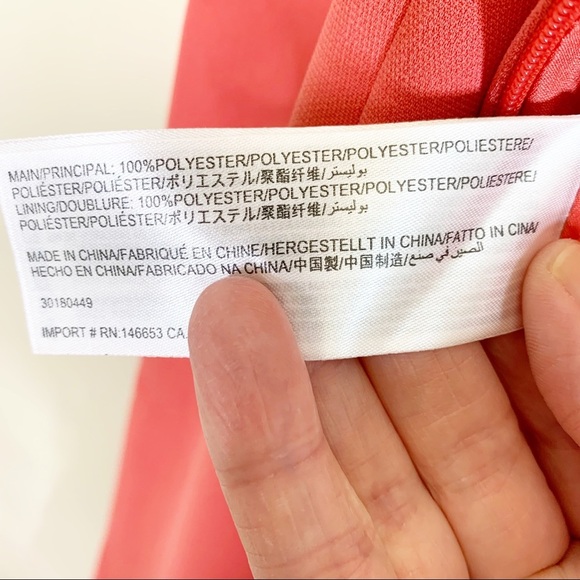 MAIN/PRINCIPAL; 100%POLYESTER/POLYESTER/POLYESTER/POLIESTERE/
POLIÈSTER/POLIÉSTER/ポリエステル/聚酯纤维/بوليستر/
LINING/DOUBLURE; 100%POLYESTER/POLYESTER/POLYESTER/POLIESTERE/
POLIÈSTER/POLIÉSTER/ポリエステル/聚酯纤维/بوليستر/
MADE IN CHINA/FABRIQUÉ EN CHINE/HERGESTELLT IN CHINA/FATTO IN CINA/
HECHO EN CHINA/FABRICADO NA CHINA/中国製/中国制造/الصين في صنع/
30180449
IMPORT # RN:146653 CA